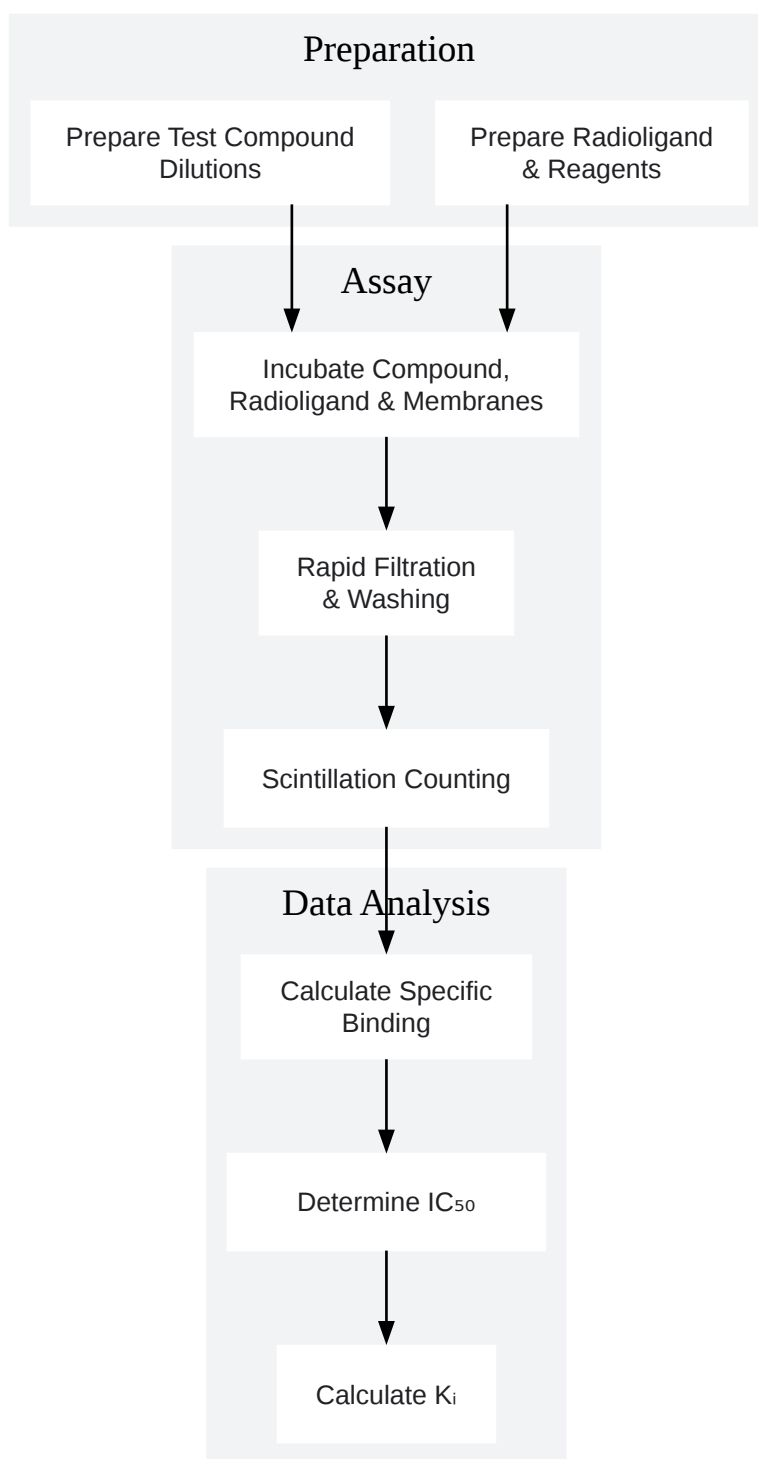 Preparation
Prepare Test Compound
Dilutions
Prepare Radioligand
& Reagents
Assay
Incubate Compound,
Radioligand & Membranes
Rapid Filtration
& Washing
Scintillation Counting
Data Analysis
Calculate Specific
Binding
Determine IC₅₀
Calculate Kᵢ